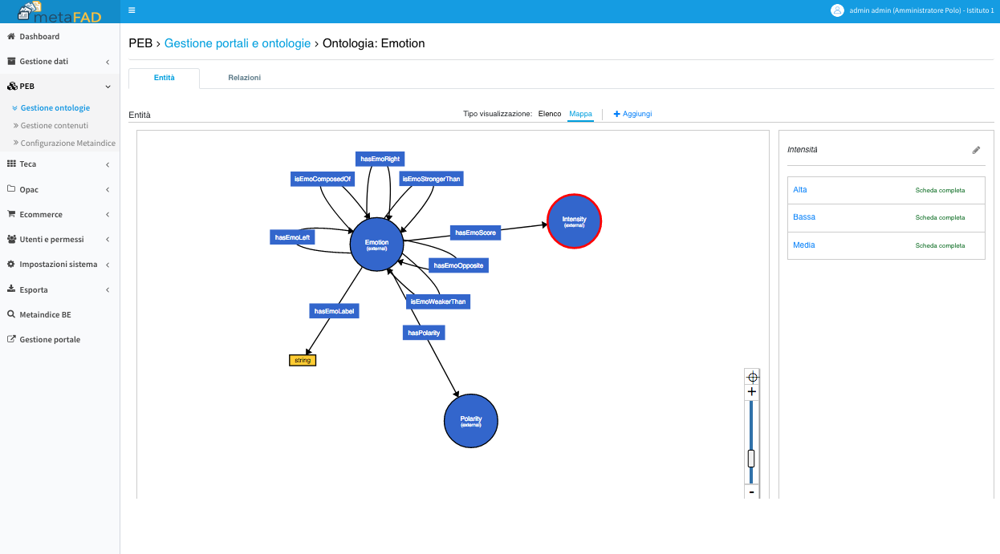 metaFAD
admin admin (Amministratore Polo) - Istituto 1
Dashboard
Gestione dati
PEB
Gestione ontologie
Gestione contenuti
Configurazione Metaindice
Teca
Opac
Ecommerce
Utenti e permessi
Impostazioni sistema
Esporta
Metaindice BE
Gestione portale
PEB › Gestione portali e ontologie › Ontologia: Emotion
Entità Relazioni
Entità
Tipo visualizzazione: Elenco Mappa + Aggiungi
hasEmoRight
isEmoComposedOf
isEmoStrongerThan
Intensity
(external)
hasEmoLeft
hasEmoScore
Emotion
(external)
hasEmoOpposite
isEmoWeakerThan
hasEmoLabel
hasPolarity
string
Polarity
(external)
+
-
Intensitá
Alta Scheda completa
Bassa Scheda completa
Media Scheda completa